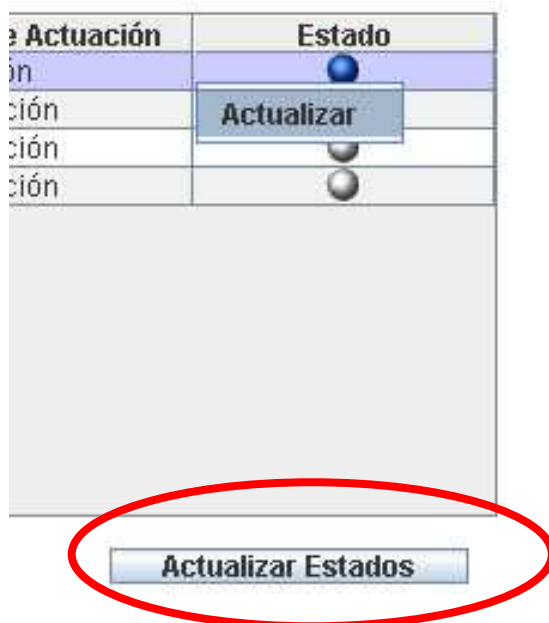 e Actuación Estado
ón
ción Actualizar
ción
ción
Actualizar Estados